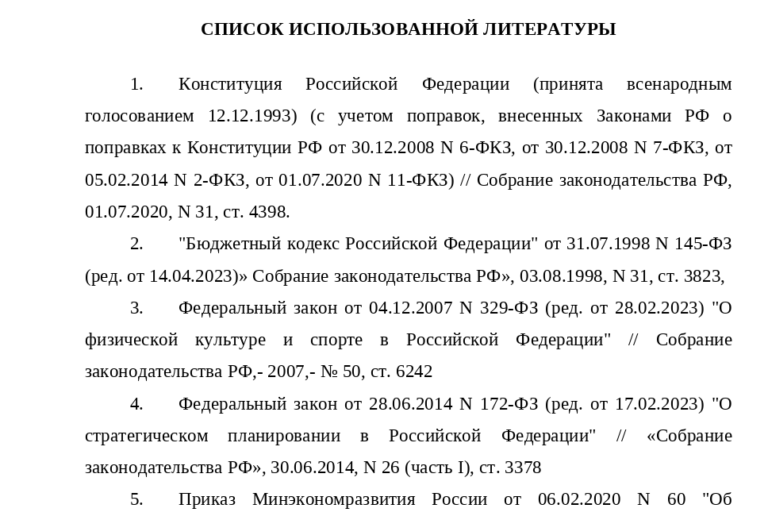 СПИСОК ИСПОЛЬЗОВАННОЙ ЛИТЕРАТУРЫ
1. Конституция Российской Федерации (принята всенародным
голосованием 12.12.1993) (с учетом поправок, внесенных Законами РФ о
поправках к Конституции РФ от 30.12.2008 N 6-ФКЗ, от 30.12.2008 N 7-ФКЗ, от
05.02.2014 N 2-ФКЗ, от 01.07.2020 N 11-ФКЗ) // Собрание законодательства РФ,
01.07.2020, N 31, ст. 4398.
2. "Бюджетный кодекс Российской Федерации" от 31.07.1998 N 145-ФЗ
(ред. от 14.04.2023)» Собрание законодательства РФ», 03.08.1998, N 31, ст. 3823,
3. Федеральный закон от 04.12.2007 N 329-ФЗ (ред. от 28.02.2023) "О
физической культуре и спорте в Российской Федерации" // Собрание
законодательства РФ,- 2007,- № 50, ст. 6242
4. Федеральный закон от 28.06.2014 N 172-ФЗ (ред. от 17.02.2023) "О
стратегическом планировании в Российской Федерации" // «Собрание
законодательства РФ», 30.06.2014, N 26 (часть I), ст. 3378
5. Приказ Минэкономразвития России от 06.02.2020 N 60 "Об